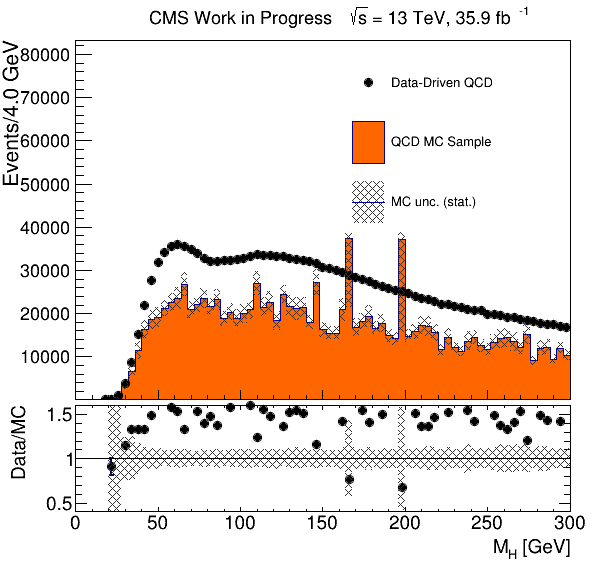 CMS Work in Progress √s = 13 TeV, 35.9 fb⁻¹
Events/4.0 GeV
80000
70000
60000
50000
40000
30000
20000
10000
Data-Driven QCD
QCD MC Sample
MC unc. (stat.)
Data/MC
1.5
1
0.5
0 50 100 150 200 250 300
M_H [GeV]